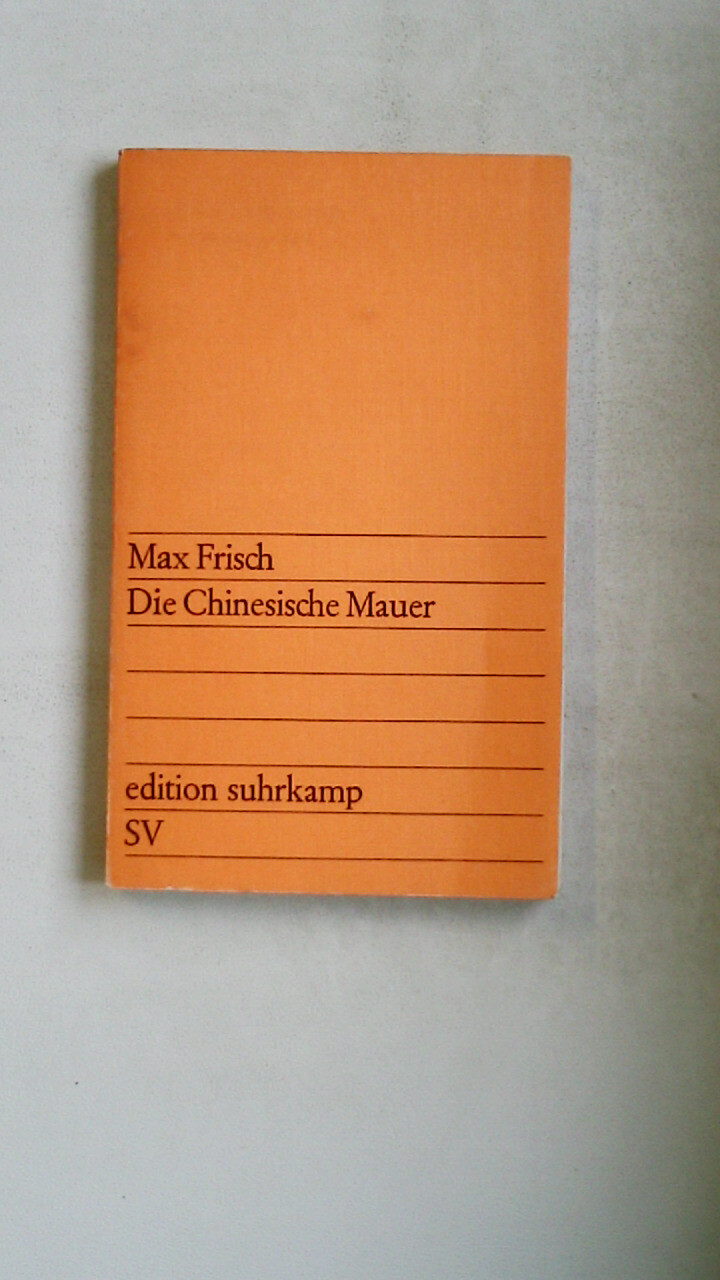 Max Frisch
Die Chinesische Mauer
edition suhrkamp
SV